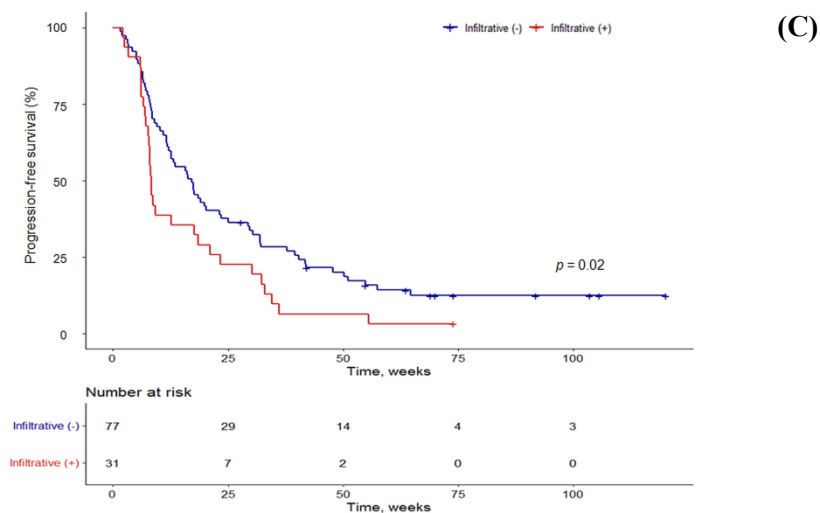 (C)
Infiltrative (-) Infiltrative (+)
100
75
50
25
0
Progression-free survival (%)
p = 0.02
0 25 50 75 100
Time, weeks
Number at risk
Infiltrative (-) 77 29 14 4 3
Infiltrative (+) 31 7 2 0 0
0 25 50 75 100
Time, weeks